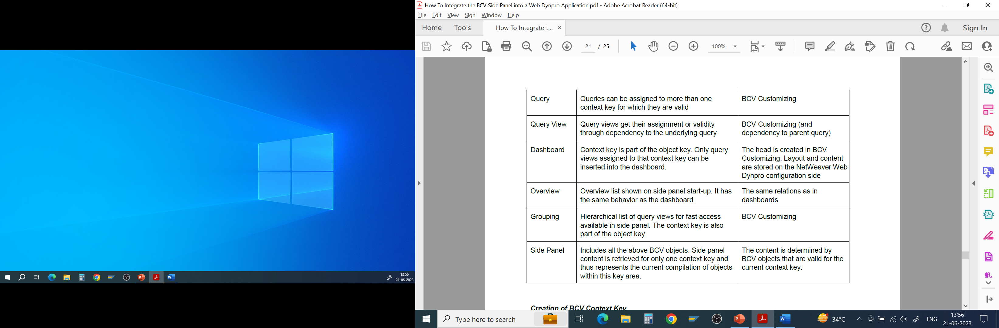 13:56
21-06-2023
How To Integrate the BCV Side Panel into a Web Dynpro Application.pdf - Adobe Acrobat Reader (64-bit)
File Edit View Sign Window Help
Home Tools How To Integrate t... × Sign In
21 / 25 100%
Query
Queries can be assigned to more than one
context key for which they are valid
BCV Customizing
Query View
Query views get their assignment or validity
through dependency to the underlying query
BCV Customizing (and
dependency to parent query)
Dashboard
Context key is part of the object key. Only query
views assigned to that context key can be
inserted into the dashboard.
The head is created in BCV
Customizing. Layout and content
are stored on the NetWeaver Web
Dynpro configuration side
Overview
Overview list shown on side panel start-up. It has
the same behavior as the dashboard.
The same relations as in
dashboards
Grouping
Hierarchical list of query views for fast access
available in side panel. The context key is also
part of the object key.
BCV Customizing
Side Panel
Includes all the above BCV objects. Side panel
content is retrieved for only one context key and
thus represents the current compilation of objects
within this key area.
The content is determined by
BCV objects that are valid for the
current context key.
Creation of BCV Context Key
Type here to search
34°C
ENG
13:56
21-06-2023